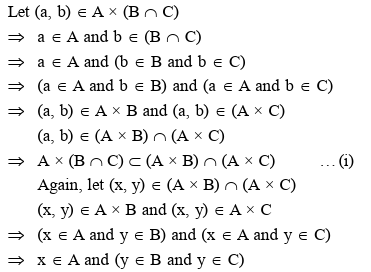 Let (a, b) ∈ A × (B ∩ C)
⇒ a ∈ A and b ∈ (B ∩ C)
⇒ a ∈ A and (b ∈ B and b ∈ C)
⇒ (a ∈ A and b ∈ B) and (a ∈ A and b ∈ C)
⇒ (a, b) ∈ A × B and (a, b) ∈ (A × C)
(a, b) ∈ (A × B) ∩ (A × C)
⇒ A × (B ∩ C) ⊂ (A × B) ∩ (A × C) …(i)
Again, let (x, y) ∈ (A × B) ∩ (A × C)
(x, y) ∈ A × B and (x, y) ∈ A × C
⇒ (x ∈ A and y ∈ B) and (x ∈ A and y ∈ C)
⇒ x ∈ A and (y ∈ B and y ∈ C)